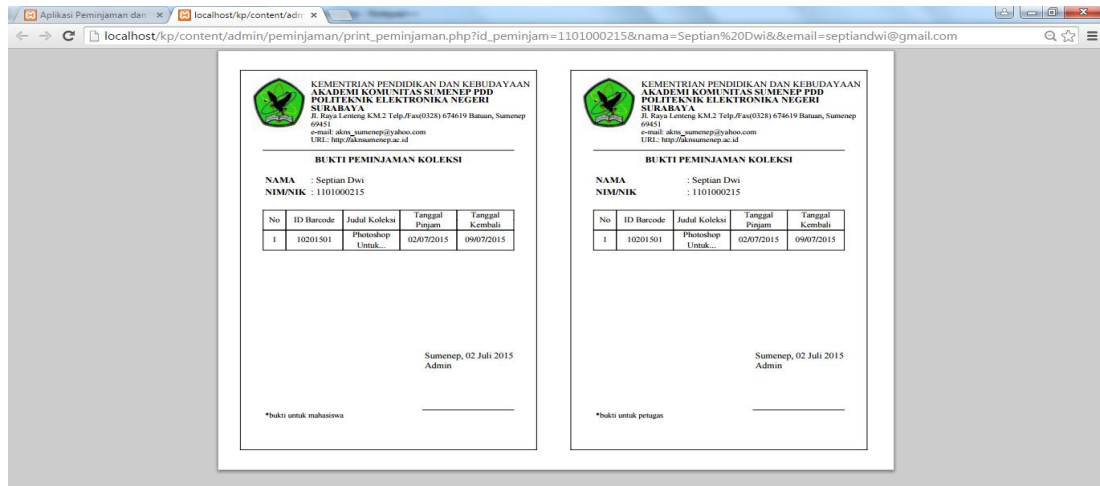 Aplikasi Peminjaman dan
localhost/kp/content/adm
localhost/kp/content/admin/peminjaman/print_peminjaman.php?id_peminjam=1101000215&nama=Septian%20Dwi&&email=septiandwi@gmail.com
KEMENTRIAN PENDIDIKAN DAN KEBUDAYAAN
AKADEMI KOMUNITAS SUMENEP PDD
POLITEKNIK ELEKTRONIKA NEGERI
SURABAYA
Jl. Raya Lenteng KM.2 Telp./Fax(0328) 674619 Batuan, Sumenep
69451
e-mail: akns_sumenep@yahoo.com
URL: http://aknsumenep.ac.id
BUKTI PEMINJAMAN KOLEKSI
NAMA : Septian Dwi
NIM/NIK : 1101000215
No ID Barcode Judul Koleksi Tanggal Pinjam Tanggal Kembali
1 10201501 Photoshop Untuk... 02/07/2015 09/07/2015
Sumenep, 02 Juli 2015
Admin
*bukti untuk mahasiswa
KEMENTRIAN PENDIDIKAN DAN KEBUDAYAAN
AKADEMI KOMUNITAS SUMENEP PDD
POLITEKNIK ELEKTRONIKA NEGERI
SURABAYA
Jl. Raya Lenteng KM.2 Telp./Fax(0328) 674619 Batuan, Sumenep
69451
e-mail: akns_sumenep@yahoo.com
URL: http://aknsumenep.ac.id
BUKTI PEMINJAMAN KOLEKSI
NAMA : Septian Dwi
NIM/NIK : 1101000215
No ID Barcode Judul Koleksi Tanggal Pinjam Tanggal Kembali
1 10201501 Photoshop Untuk... 02/07/2015 09/07/2015
Sumenep, 02 Juli 2015
Admin
*bukti untuk petugas